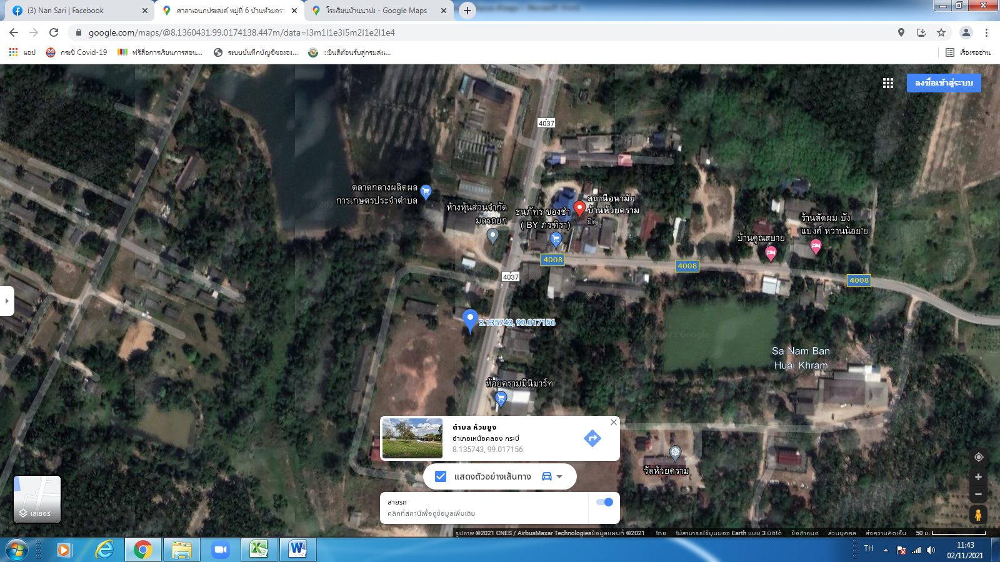 (3) Nan Sari | Facebook
ศาลาเอนกประสงค์ หมู่ที่ 6 บ้านห้วยครา
โรงเรียนบ้านนาปง - Google Maps
google.com/maps/@8.1360431,99.0174138,447m/data=!3m1!1e3!5m2!1e2!1e4
แอป
กระบี่ Covid-19
ฟรีสื่อการเรียนการสอน...
ระบบบันทึกบัญชีขององ...
:::ยินดีต้อนรับสู่กรมส่งเ...
เรื่องรออ่าน
ลงชื่อเข้าสู่ระบบ
4037
ตลาดกลางผลิตผล
การเกษตรประจำตำบล
ห้างหุ้นส่วนจำกัด
มลรถยก
ธนภัทร ของชำ
( BY ภรทิรา)
สถานีอนามัย
บ้านห้วยคราม
ปิด
ร้านตัดผม บัง
แบงค์ หวานน้อย'ย
บ้านคุณสบาย
4008
4008
4008
4037
8.135743, 99.017156
2021 Google
Sa Nam Ban
Huai Khram
ห้วยครามมินิมาร์ท
ตำบล ห้วยยูง
อำเภอเหนือคลอง กระบี่
8.135743, 99.017156
วัดห้วยคราม
แสดงตัวอย่างเส้นทาง
สายรถ
คลิกที่สถานีเพื่อดูข้อมูลเพิ่มเติม
เลเยอร์
รูปภาพ ©2021 CNES / AirbusMaxar Technologiesข้อมูลแผนที่ ©2021
ไทย
ไม่สามารถใช้มุมมอง Earth แบบ 3 มิติได้
ข้อกำหนด
ส่วนบุคคล
ส่งความคิดเห็น
50 ม.
TH
11:43
02/11/2021